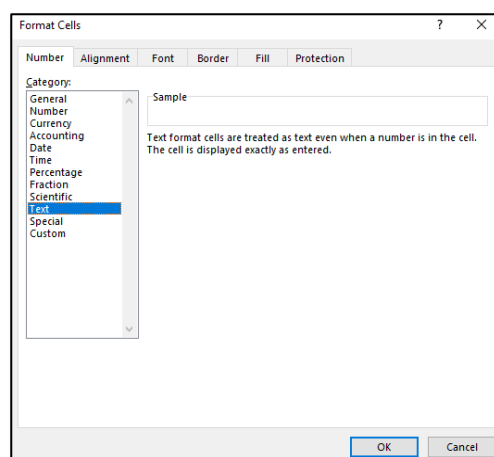 Format Cells ? ×
Number Alignment Font Border Fill Protection
Category:
General
Number
Currency
Accounting
Date
Time
Percentage
Fraction
Scientific
Text
Special
Custom
Sample
Text format cells are treated as text even when a number is in the cell.
The cell is displayed exactly as entered.
OK Cancel